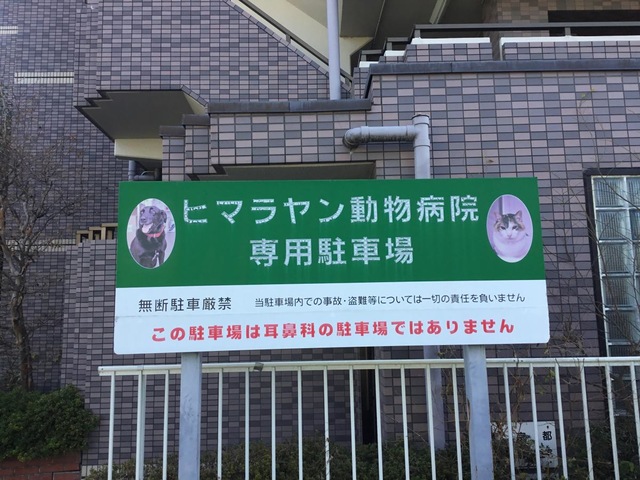 ヒマラヤン動物病院
専用駐車場
無断駐車厳禁 当駐車場内での事故・盗難等については一切の責任を負いません
この駐車場は耳鼻科の駐車場ではありません
都